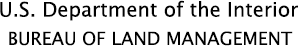 U.S. Department of the Interior
BUREAU OF LAND MANAGEMENT